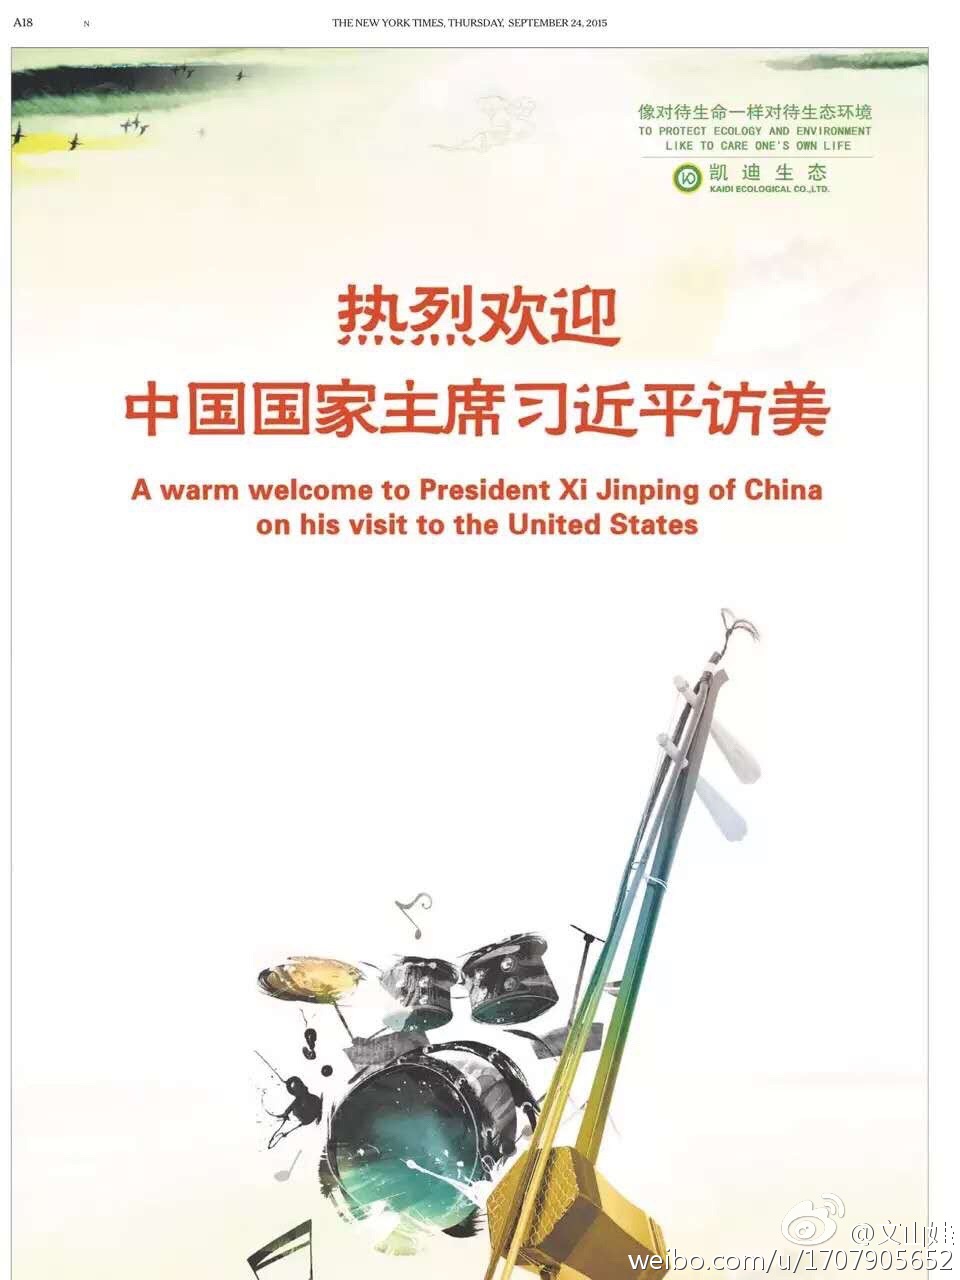 A18
N
THE NEW YORK TIMES, THURSDAY, SEPTEMBER 24, 2015
像对待生命一样对待生态环境
TO PROTECT ECOLOGY AND ENVIRONMENT
LIKE TO CARE ONE'S OWN LIFE
凯迪生态
KAIDI ECOLOGICAL CO.,LTD.
热烈欢迎
中国国家主席习近平访美
A warm welcome to President Xi Jinping of China
on his visit to the United States
@文山娃
weibo.com/u/1707905652